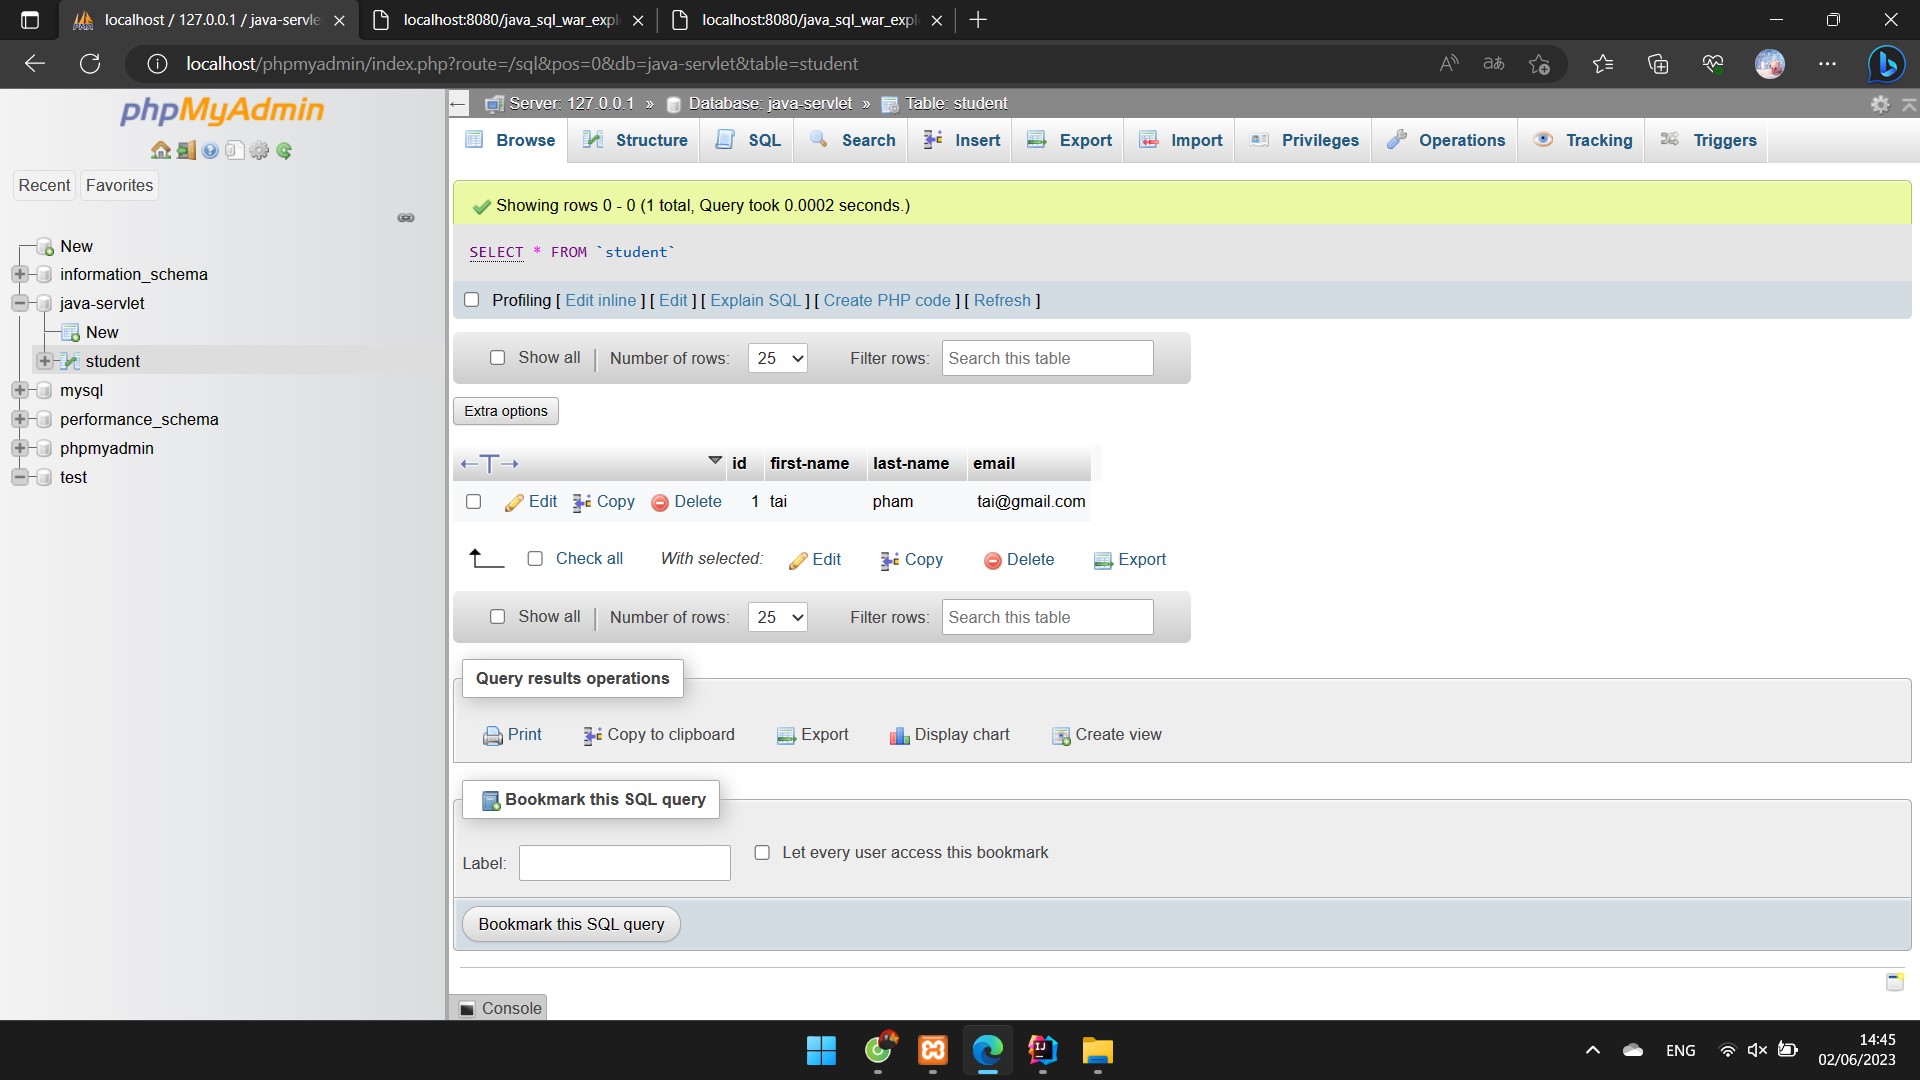 localhost / 127.0.0.1 / java-servle
localhost:8080/java_sql_war_expl
localhost:8080/java_sql_war_expl
localhost/phpmyadmin/index.php?route=/sql&pos=0&db=java-servlet&table=student
phpMyAdmin
Recent
Favorites
New
information_schema
java-servlet
New
student
mysql
performance_schema
phpmyadmin
test
Server: 127.0.0.1 » Database: java-servlet » Table: student
Browse Structure SQL Search Insert Export Import Privileges Operations Tracking Triggers
Showing rows 0 - 0 (1 total, Query took 0.0002 seconds.)
SELECT * FROM `student`
Profiling [ Edit inline ] [ Edit ] [ Explain SQL ] [ Create PHP code ] [ Refresh ]
Show all Number of rows: 25 Filter rows: Search this table
Extra options
id first-name last-name email
Edit Copy Delete 1 tai pham tai@gmail.com
Check all With selected: Edit Copy Delete Export
Show all Number of rows: 25 Filter rows: Search this table
Query results operations
Print Copy to clipboard Export Display chart Create view
Bookmark this SQL query
Label: Let every user access this bookmark
Bookmark this SQL query
Console
ENG
14:45
02/06/2023